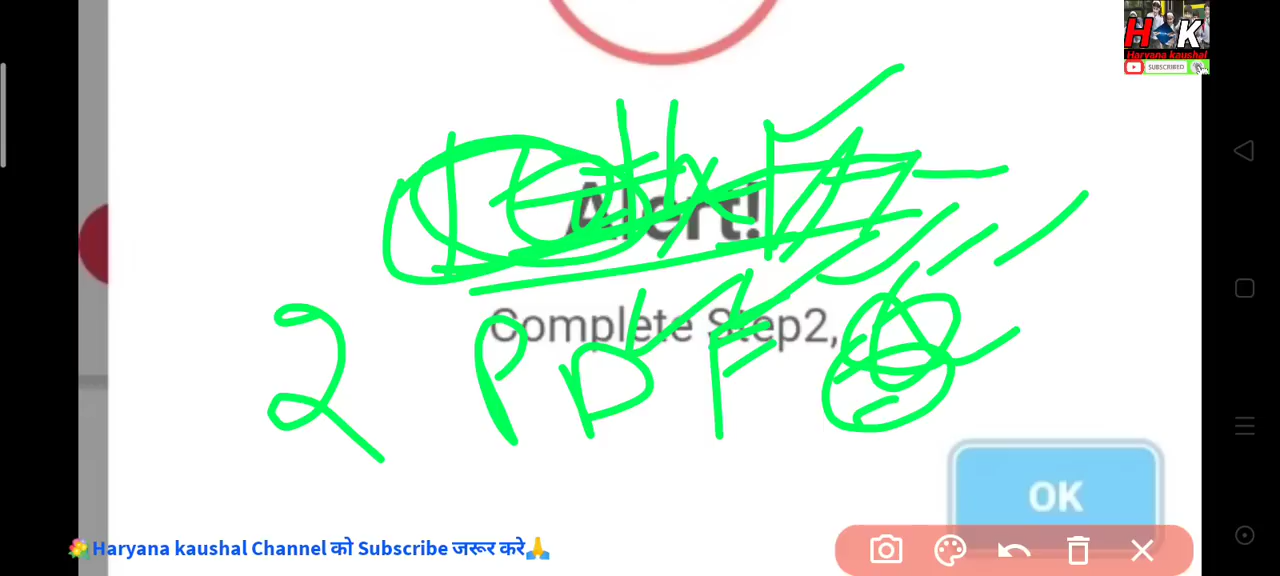 H K
Haryana kaushal
SUBSCRIBED
Alert!
Complete Step2,
2 PDF
OK
💐Haryana kaushal Channel को Subscribe जरूर करे🙏